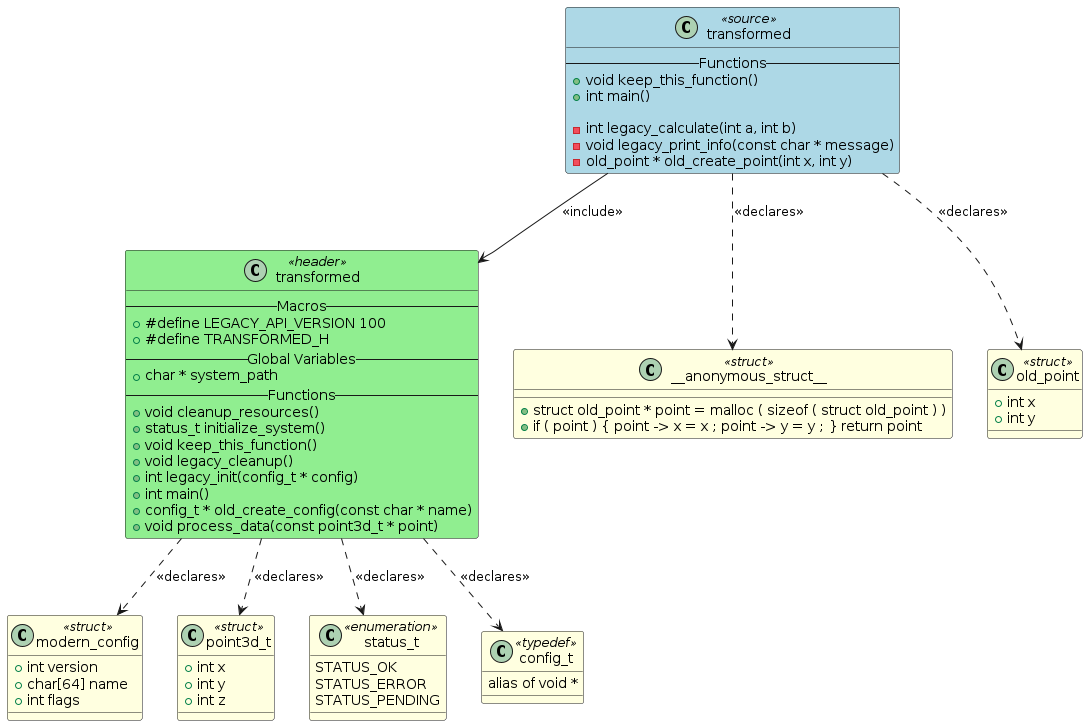 «source»
C transformed
Functions
void keep_this_function()
int main()
int legacy_calculate(int a, int b)
void legacy_print_info(const char * message)
old_point * old_create_point(int x, int y)
«include»
«declares»
«declares»
«header»
C transformed
Macros
#define LEGACY_API_VERSION 100
#define TRANSFORMED_H
Global Variables
char * system_path
Functions
void cleanup_resources()
status_t initialize_system()
void keep_this_function()
void legacy_cleanup()
int legacy_init(config_t * config)
int main()
config_t * old_create_config(const char * name)
void process_data(const point3d_t * point)
«struct»
C __anonymous_struct__
struct old_point * point = malloc ( sizeof ( struct old_point ) )
if ( point ) { point -> x = x ; point -> y = y ; } return point
«struct»
C old_point
int x
int y
«declares»
«declares»
«declares»
«declares»
«struct»
C modern_config
int version
char[64] name
int flags
«struct»
C point3d_t
int x
int y
int z
«enumeration»
C status_t
STATUS_OK
STATUS_ERROR
STATUS_PENDING
«typedef»
C config_t
alias of void *